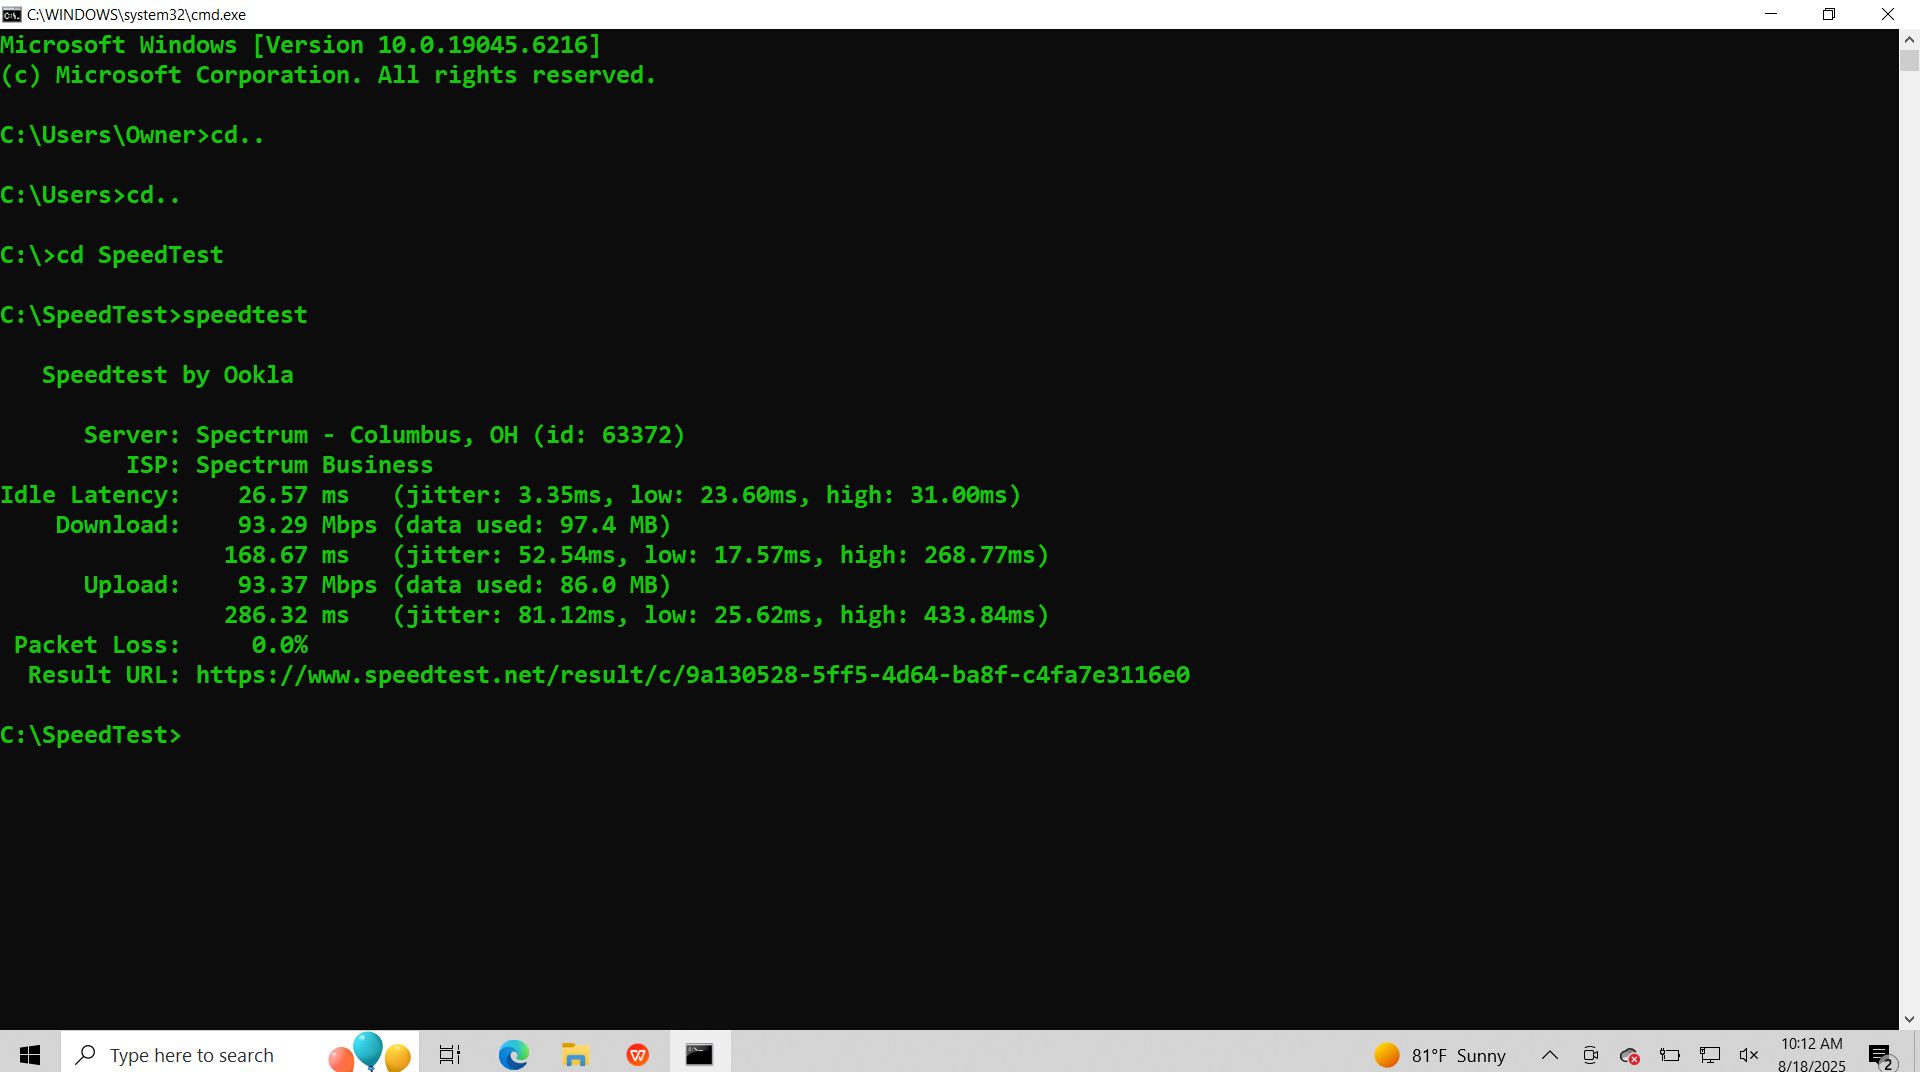 C:\WINDOWS\system32\cmd.exe
Microsoft Windows [Version 10.0.19045.6216]
(c) Microsoft Corporation. All rights reserved.
C:\Users\Owner>cd..
C:\Users>cd..
C:\>cd SpeedTest
C:\SpeedTest>speedtest
Speedtest by Ookla
Server: Spectrum - Columbus, OH (id: 63372)
ISP: Spectrum Business
Idle Latency: 26.57 ms (jitter: 3.35ms, low: 23.60ms, high: 31.00ms)
Download: 93.29 Mbps (data used: 97.4 MB)
168.67 ms (jitter: 52.54ms, low: 17.57ms, high: 268.77ms)
Upload: 93.37 Mbps (data used: 86.0 MB)
286.32 ms (jitter: 81.12ms, low: 25.62ms, high: 433.84ms)
Packet Loss: 0.0%
Result URL: https://www.speedtest.net/result/c/9a130528-5ff5-4d64-ba8f-c4fa7e3116e0
C:\SpeedTest>
Type here to search
81°F Sunny
10:12 AM
8/18/2025
2